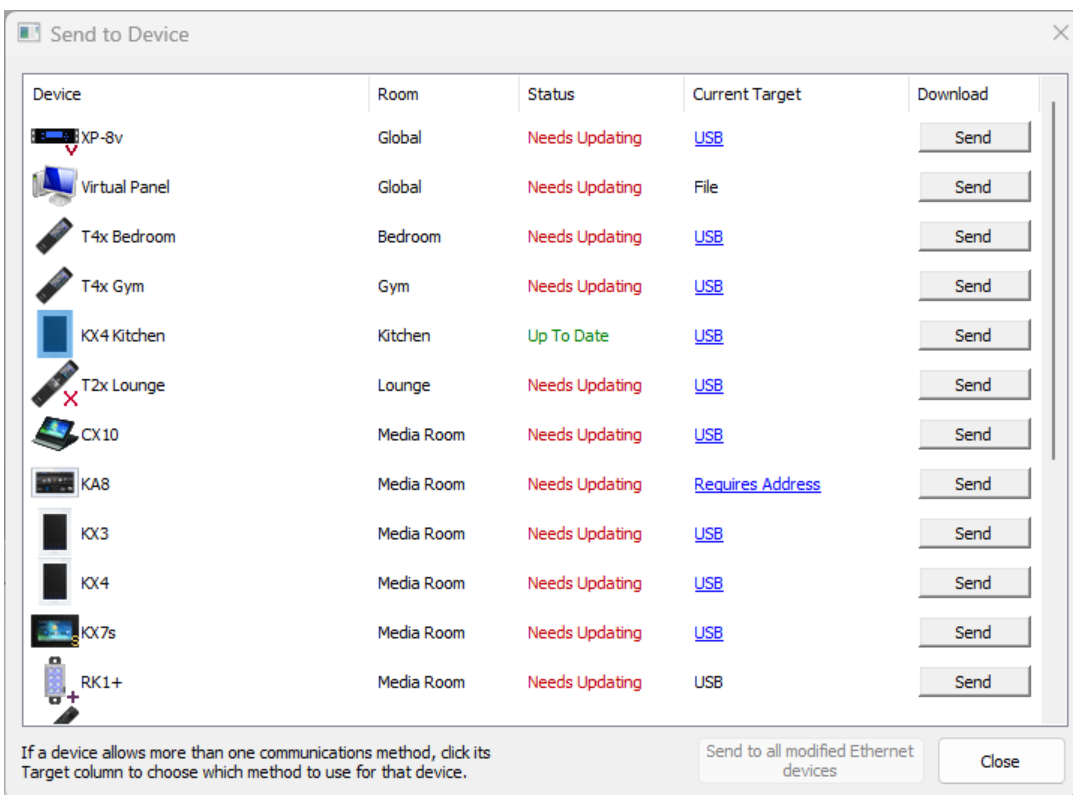 Send to Device
Device Room Status Current Target Download
XP-8v Global Needs Updating USB Send
Virtual Panel Global Needs Updating File Send
T4x Bedroom Bedroom Needs Updating USB Send
T4x Gym Gym Needs Updating USB Send
KX4 Kitchen Kitchen Up To Date USB Send
T2x Lounge Lounge Needs Updating USB Send
CX10 Media Room Needs Updating USB Send
KA8 Media Room Needs Updating Requires Address Send
KX3 Media Room Needs Updating USB Send
KX4 Media Room Needs Updating USB Send
KX7s Media Room Needs Updating USB Send
RK1+ Media Room Needs Updating USB Send
If a device allows more than one communications method, click its
Target column to choose which method to use for that device.
Send to all modified Ethernet
devices
Close